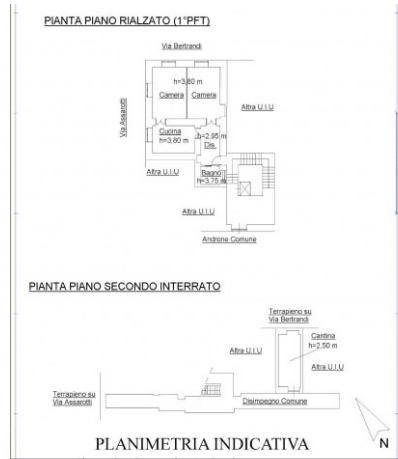 PIANTA PIANO RIALZATO (1°PFT)
Via Bertrandi
h=3,80 m
Camera Camera
Via Assarotti
Altra U.I.U
Cucina
h=3,80 m
h=2,95 m
Dis.
Altra U.I.U
Bagno
h=3,75 m
Altra U.I.U
Androne Comune
PIANTA PIANO SECONDO INTERRATO
Terrapieno su
Via Bertrandi
Cantina
h=2.50 m
Altra U.I.U
Altra U.I.U
Terrapieno su
Via Assarotti
Disimpegno Comune
PLANIMETRIA INDICATIVA
N